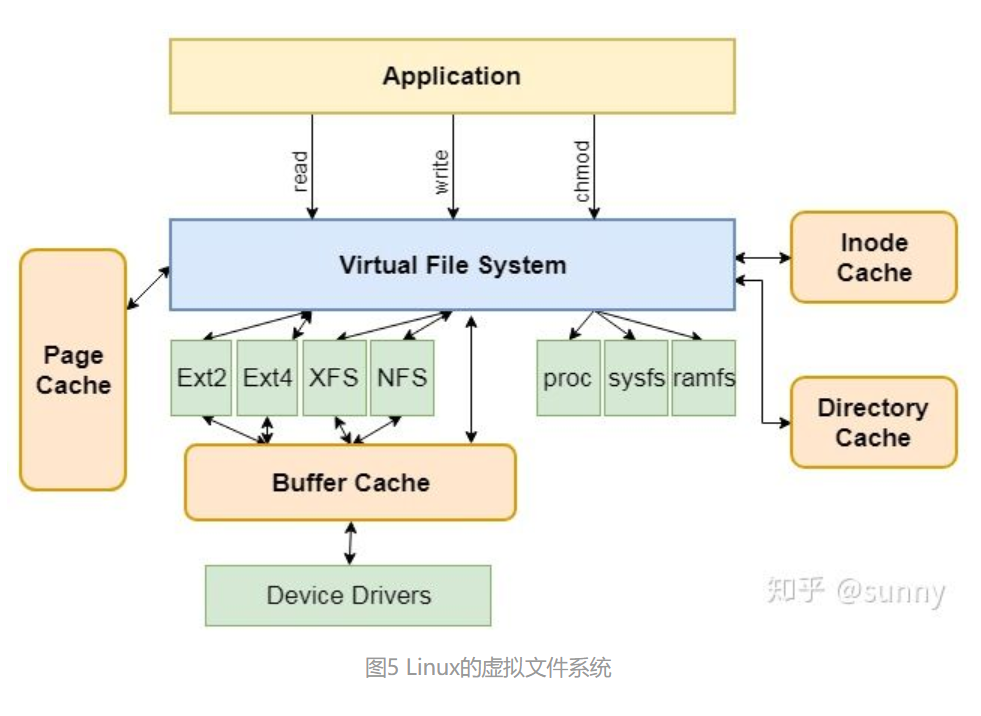 Application
read
write
chmod
Virtual File System
Inode
Cache
Page
Cache
Ext2
Ext4
XFS
NFS
proc
sysfs
ramfs
Directory
Cache
Buffer Cache
Device Drivers
知乎 @sunny
图5 Linux的虚拟文件系统